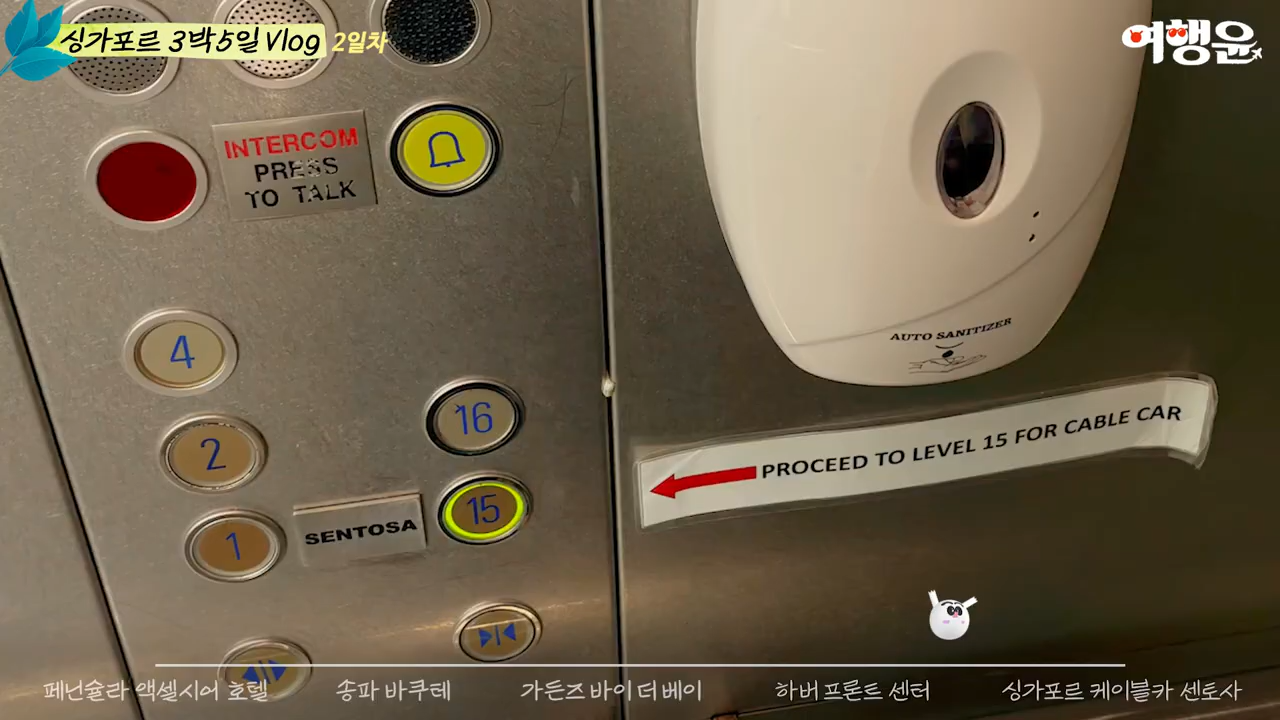 싱가포르 3박5일 Vlog 2일차
여행윤
INTERCOM
PRESS
TO TALK
4
2
16
1
SENTOSA
15
AUTO SANITIZER
PROCEED TO LEVEL 15 FOR CABLE CAR
페닌슐라 액셀시어 호텔
송파 바쿠테
가든즈 바이 더 베이
하버 프론트 센터
싱가포르 케이블카 센토사